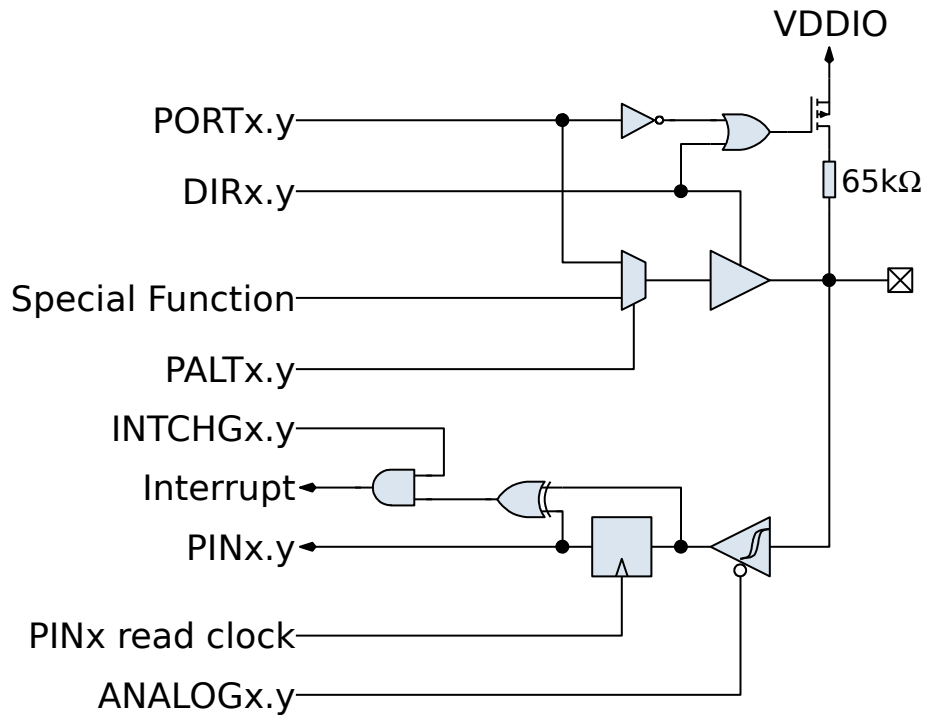 VDDIO
PORTx.y
DIRx.y
65kΩ
Special Function
PALTx.y
INTCHGx.y
Interrupt
PINx.y
PINx read clock
ANALOGx.y